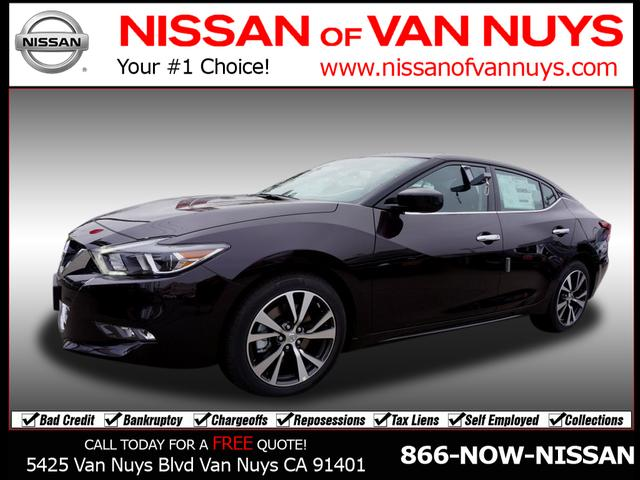 NISSAN
NISSAN OF VAN NUYS
Your #1 Choice!
www.nissanofvannuys.com
Bad Credit Bankruptcy Chargeoffs Reposessions Tax Liens Self Employed Collections
CALL TODAY FOR A FREE QUOTE!
5425 Van Nuys Blvd Van Nuys CA 91401
866-NOW-NISSAN